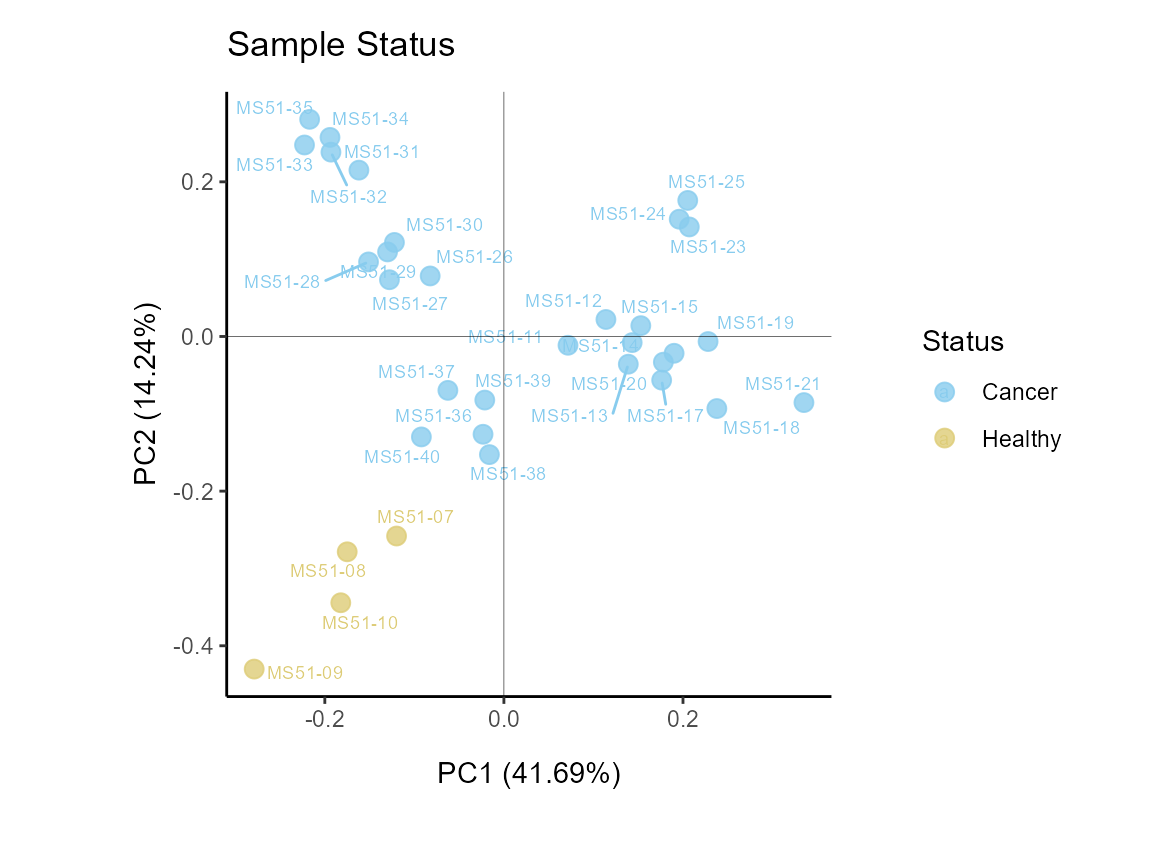 Sample Status
MS51-35
MS51-34
MS51-31
MS51-33
MS51-32
MS51-25
MS51-24
MS51-23
MS51-30
MS51-26
MS51-29
MS51-28
MS51-27
MS51-12
MS51-15
MS51-19
MS51-11
MS51-14
MS51-37
MS51-39
MS51-20
MS51-21
MS51-36
MS51-13
MS51-17
MS51-18
MS51-40
MS51-38
MS51-07
MS51-08
MS51-10
MS51-09
0.2
0.0
-0.2
-0.4
-0.2
0.0
0.2
PC1 (41.69%)
PC2 (14.24%)
Status
a Cancer
a Healthy